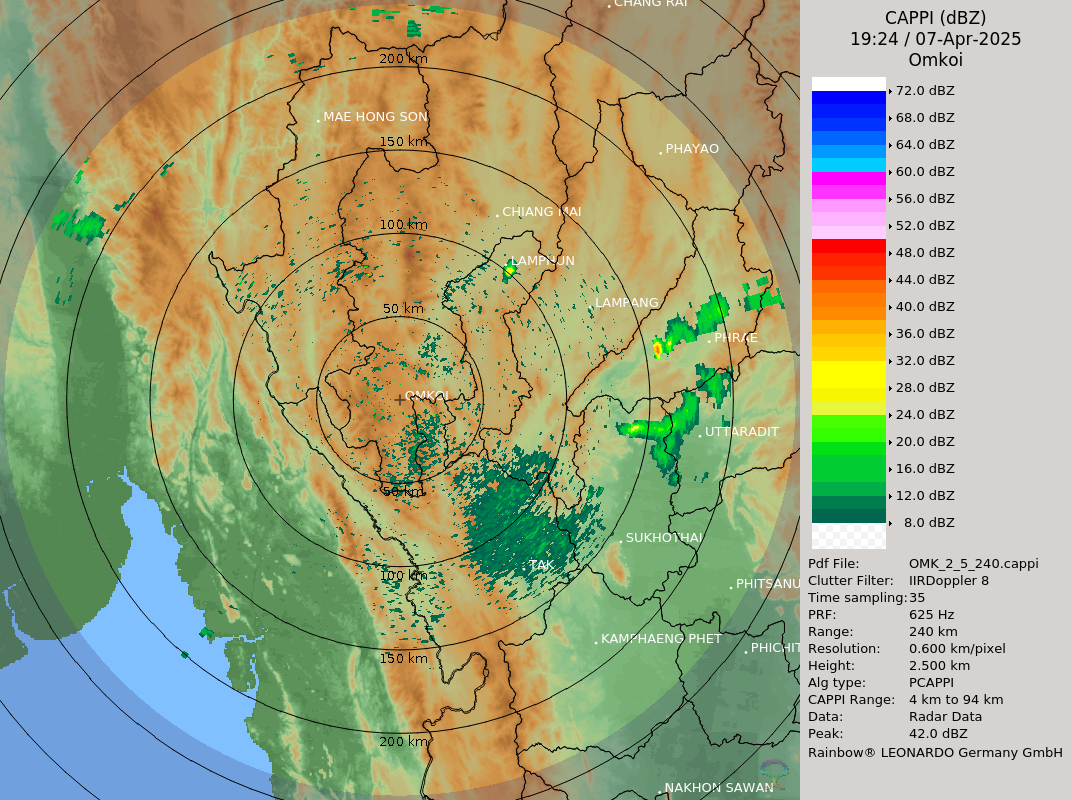 CHANG RAI
200 km
MAE HONG SON
150 km
PHAYAO
CHIANG MAI
100 km
LAMPHUN
LAMPANG
50 km
PHRAE
OMKOI
UTTARADIT
50 km
SUKHOTHAI
TAK
100 km
PHITSANU
KAMPHAENG PHET
PHICHIT
150 km
200 km
NAKHON SAWAN
CAPPI (dBZ)
19:24 / 07-Apr-2025
Omkoi
72.0 dBZ
68.0 dBZ
64.0 dBZ
60.0 dBZ
56.0 dBZ
52.0 dBZ
48.0 dBZ
44.0 dBZ
40.0 dBZ
36.0 dBZ
32.0 dBZ
28.0 dBZ
24.0 dBZ
20.0 dBZ
16.0 dBZ
12.0 dBZ
8.0 dBZ
Pdf File: OMK_2_5_240.cappi
Clutter Filter: IIRDoppler 8
Time sampling: 35
PRF: 625 Hz
Range: 240 km
Resolution: 0.600 km/pixel
Height: 2.500 km
Alg type: PCAPPI
CAPPI Range: 4 km to 94 km
Data: Radar Data
Peak: 42.0 dBZ
Rainbow® LEONARDO Germany GmbH